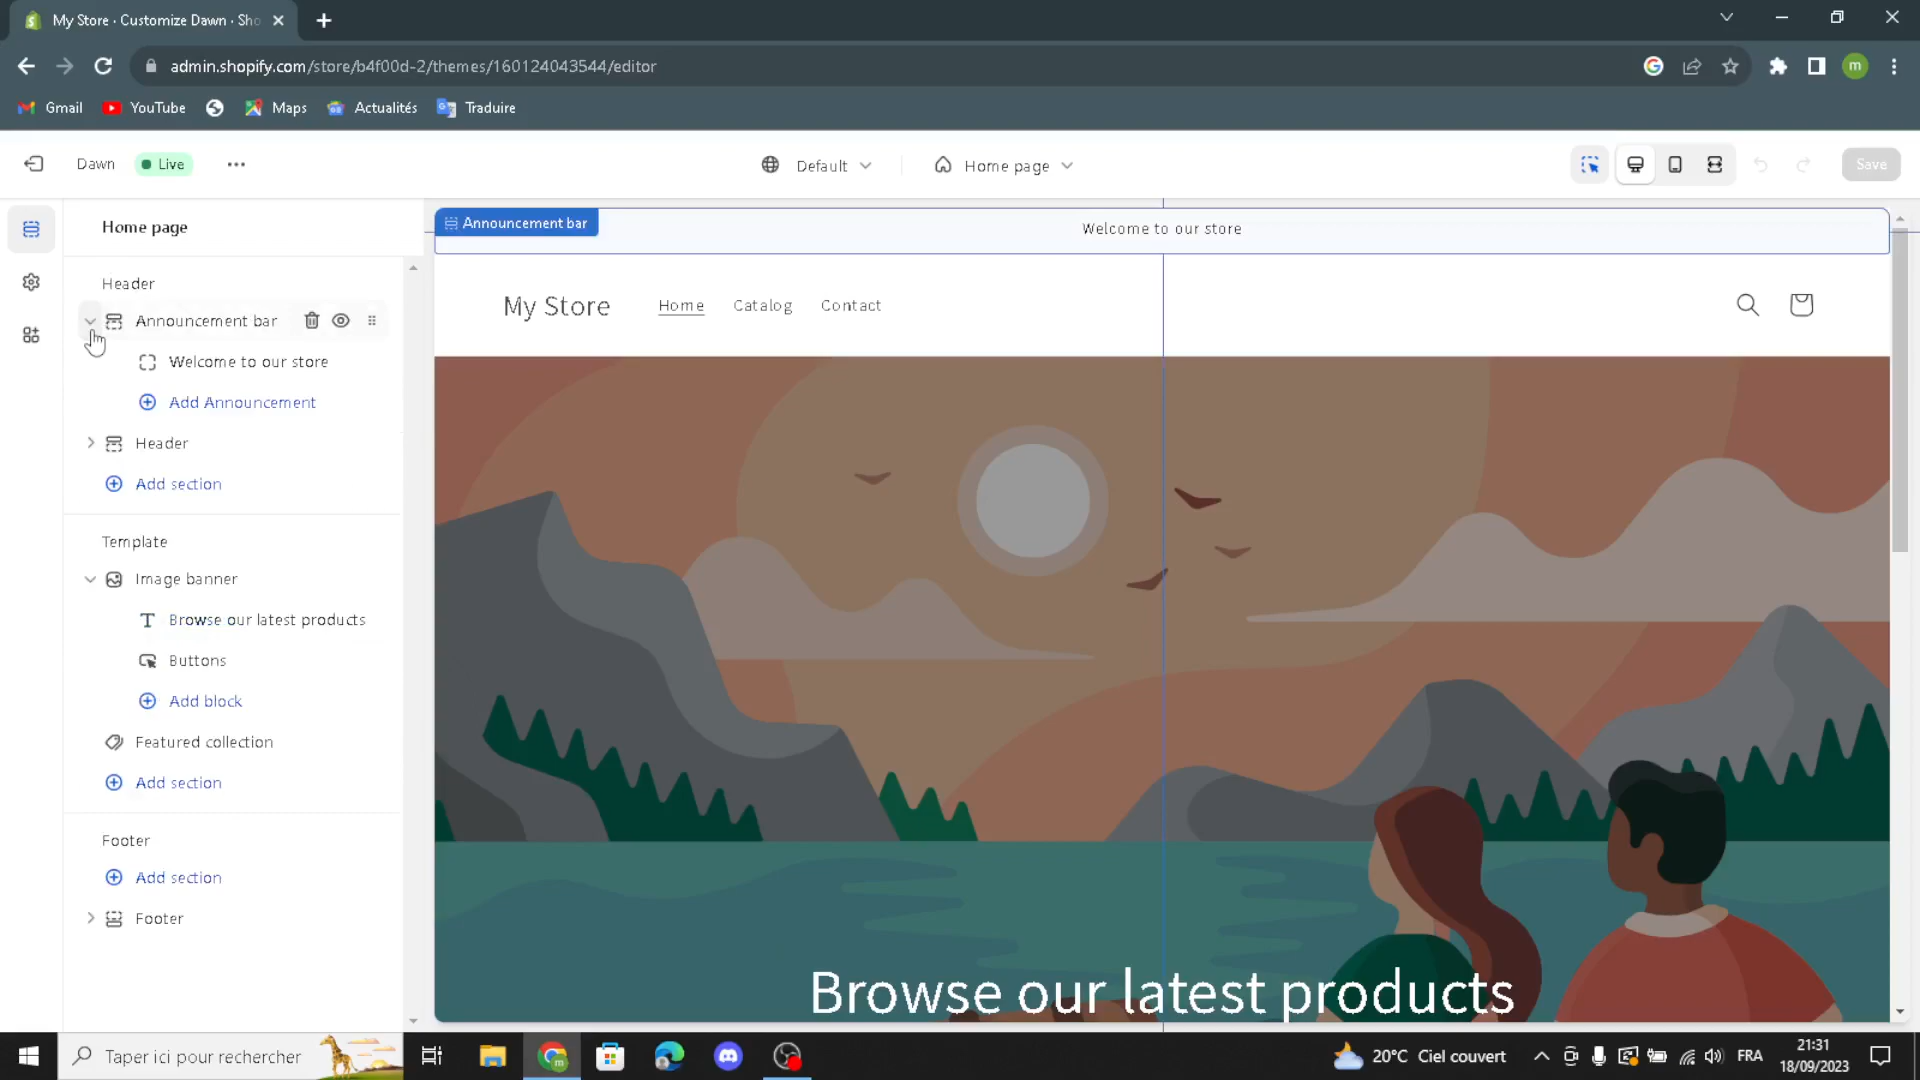 My Store · Customize Dawn · Sho
admin.shopify.com/store/b4f00d-2/themes/160124043544/editor
m
Gmail YouTube Maps Actualités Traduire
Dawn Live Default Home page Save
Home page
Header
Announcement bar
Welcome to our store
Add Announcement
Header
Add section
Template
Image banner
Browse our latest products
Buttons
Add block
Featured collection
Add section
Footer
Add section
Footer
Announcement bar
Welcome to our store
My Store Home Catalog Contact
Browse our latest products
Taper ici pour rechercher
20°C Ciel couvert
FRA
21:31
18/09/2023